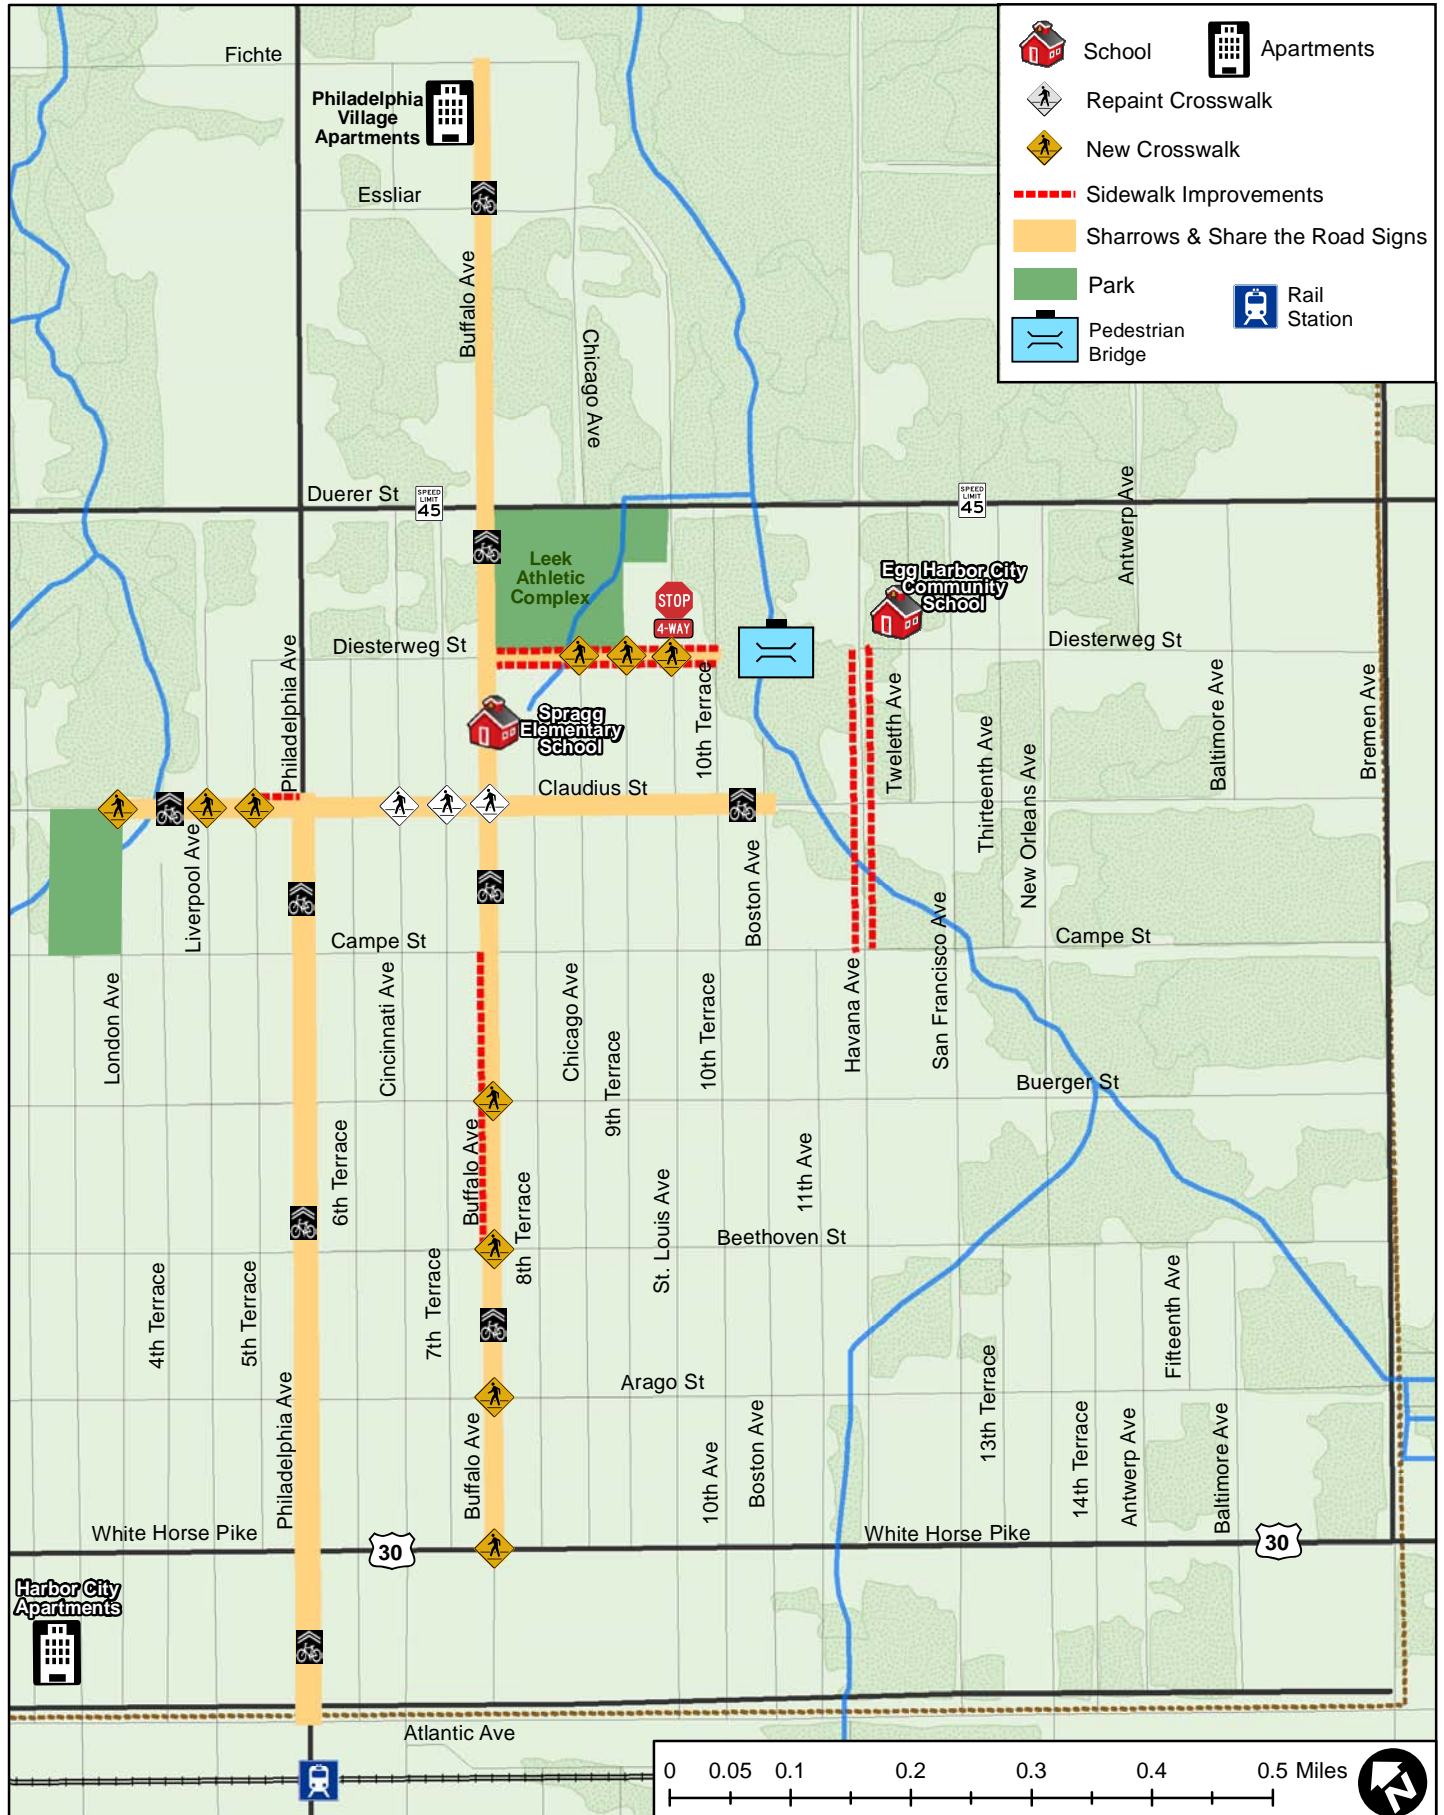 School
Apartments
Repaint Crosswalk
New Crosswalk
Sidewalk Improvements
Sharrows & Share the Road Signs
Park
Rail
Station
Pedestrian
Bridge
Fichte
Philadelphia
Village
Apartments
Essliar
Buffalo Ave
Chicago Ave
Duerer St
SPEED
LIMIT
45
SPEED
LIMIT
45
Antwerp Ave
Leek
Athletic
Complex
STOP
4-WAY
Egg Harbor City
Community
School
Diesterweg St
Diesterweg St
Philadelphia Ave
10th Terrace
Tweletfh Ave
Baltimore Ave
Bremen Ave
Spragg
Elementary
School
Thirteenth Ave
New Orleans Ave
Claudius St
Liverpool Ave
Boston Ave
San Francisco Ave
Campe St
Campe St
London Ave
Cincinnati Ave
Chicago Ave
9th Terrace
10th Terrace
Havana Ave
Buerger St
6th Terrace
Buffalo Ave
8th Terrace
St. Louis Ave
11th Ave
Beethoven St
4th Terrace
5th Terrace
7th Terrace
Fifteenth Ave
Arago St
Philadelphia Ave
Buffalo Ave
10th Ave
Boston Ave
13th Terrace
14th Terrace
Antwerp Ave
Baltimore Ave
White Horse Pike
30
White Horse Pike
30
Harbor City
Apartments
Atlantic Ave
0 0.05 0.1 0.2 0.3 0.4 0.5 Miles
N